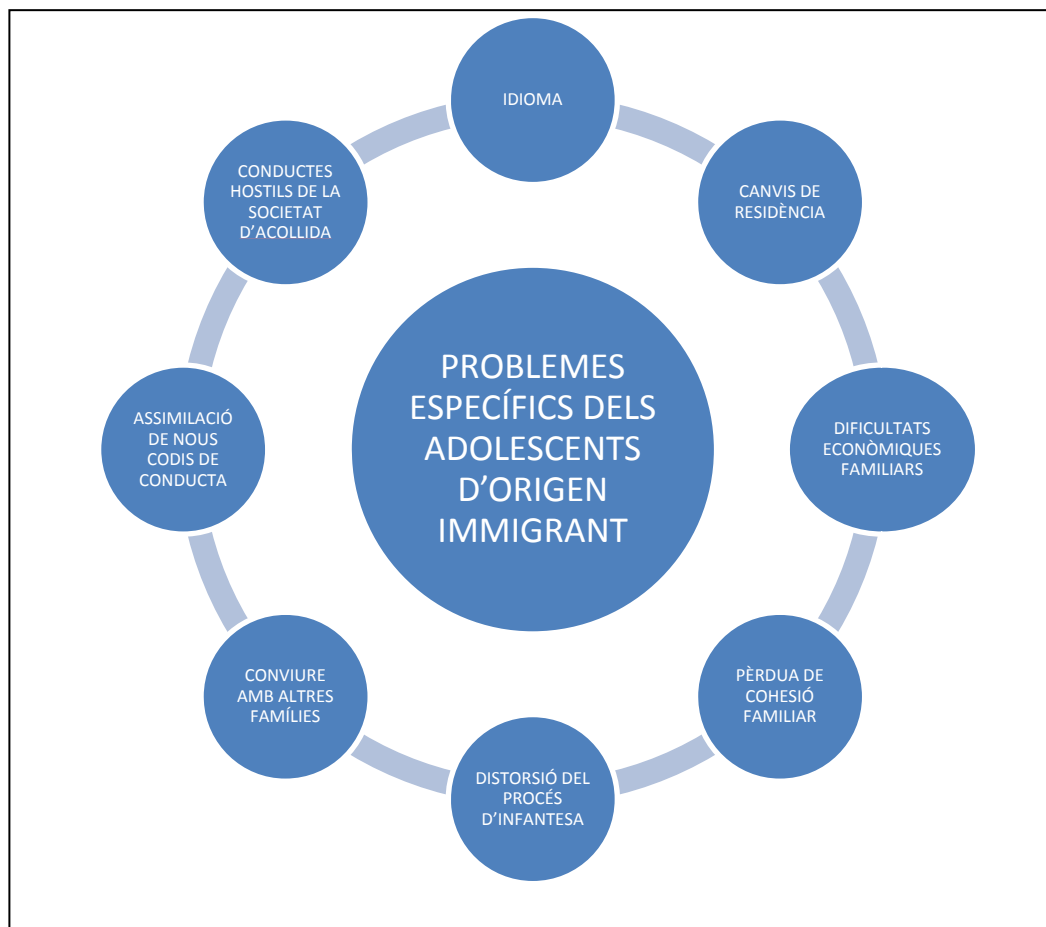 IDIOMA
CANVIS DE
RESIDÈNCIA
DIFICULTATS
ECONÒMIQUES
FAMILIARS
PÈRDUA DE
COHESIÓ
FAMILIAR
DISTORSIÓ DEL
PROCÉS
D’INFANTESA
CONVIURE
AMB ALTRES
FAMÍLIES
ASSIMILACIÓ
DE NOUS
CODIS DE
CONDUCTA
CONDUCTES
HOSTILS DE LA
SOCIETAT
D’ACOLLIDA
PROBLEMES
ESPECÍFICS DELS
ADOLESCENTS
D’ORIGEN
IMMIGRANT